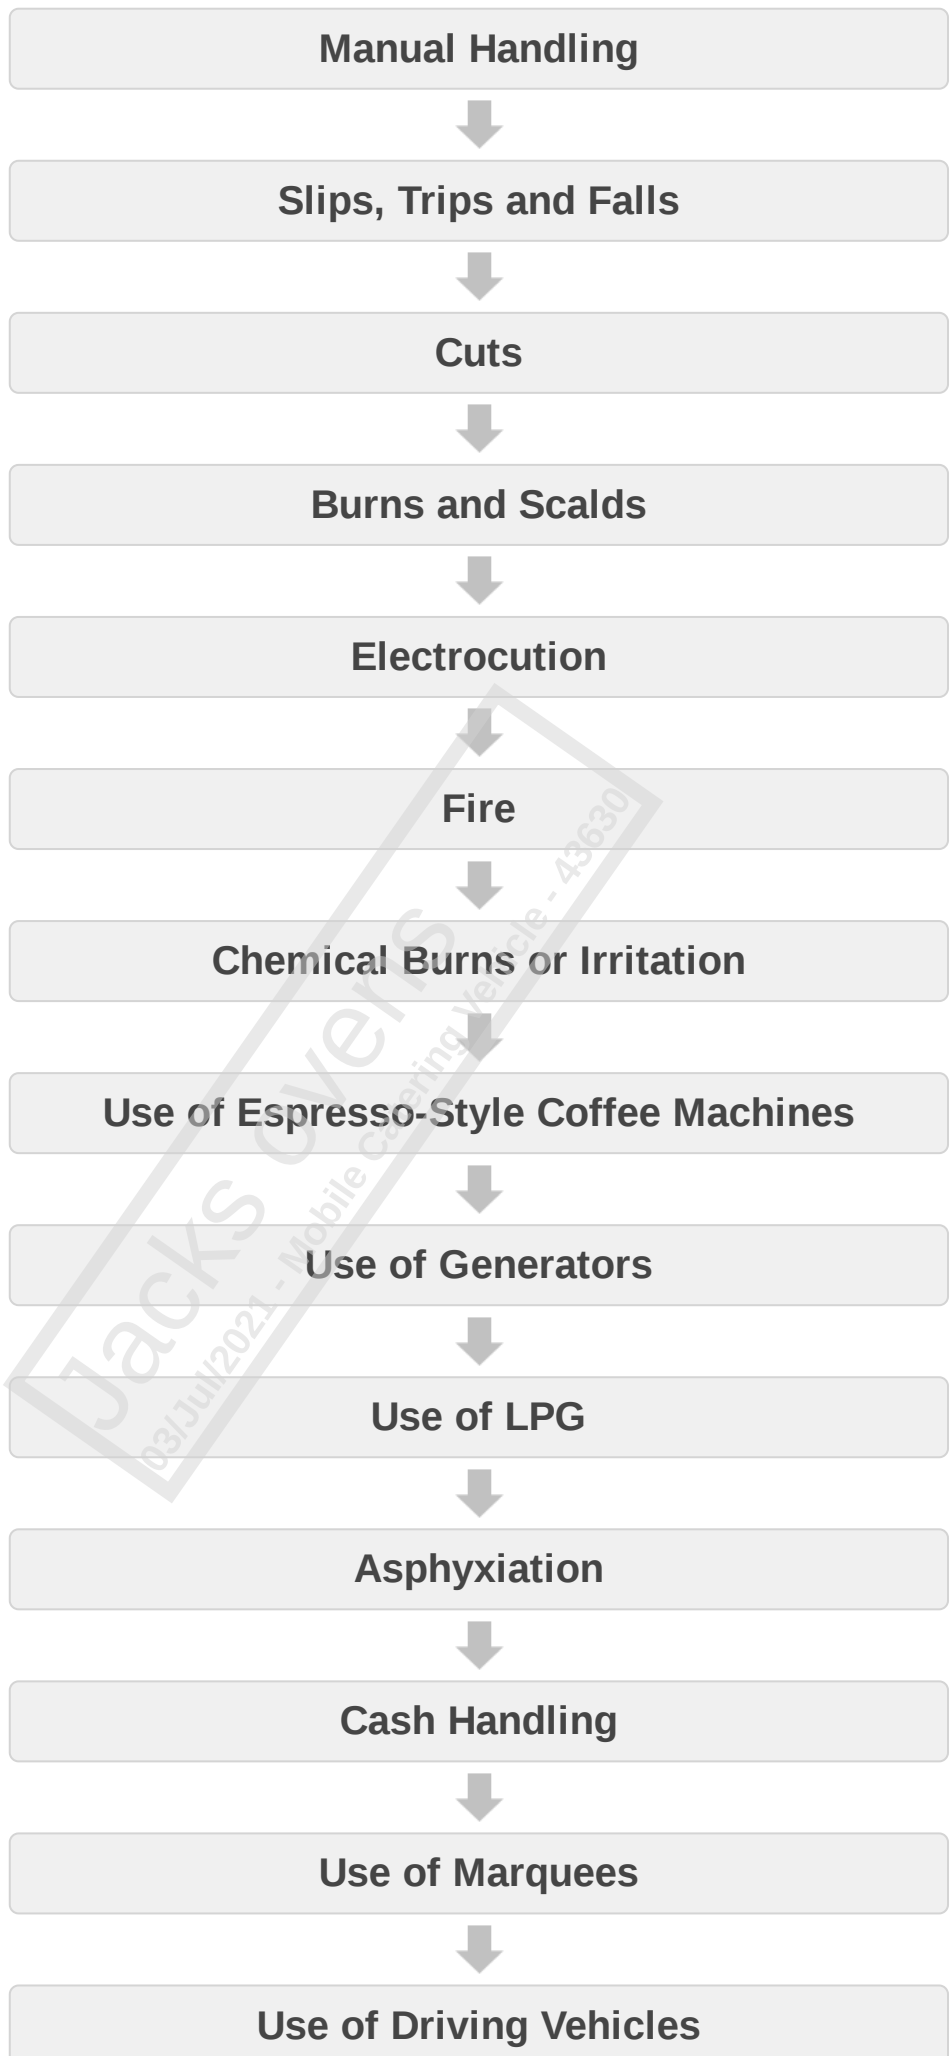 Manual Handling
Slips, Trips and Falls
Cuts
Burns and Scalds
Electrocution
Fire
Chemical Burns or Irritation
Use of Espresso-Style Coffee Machines
Use of Generators
Use of LPG
Asphyxiation
Cash Handling
Use of Marquees
Use of Driving Vehicles
Jacks ovens
03/Jul/2021 - Mobile Catering Vehicle - 43630